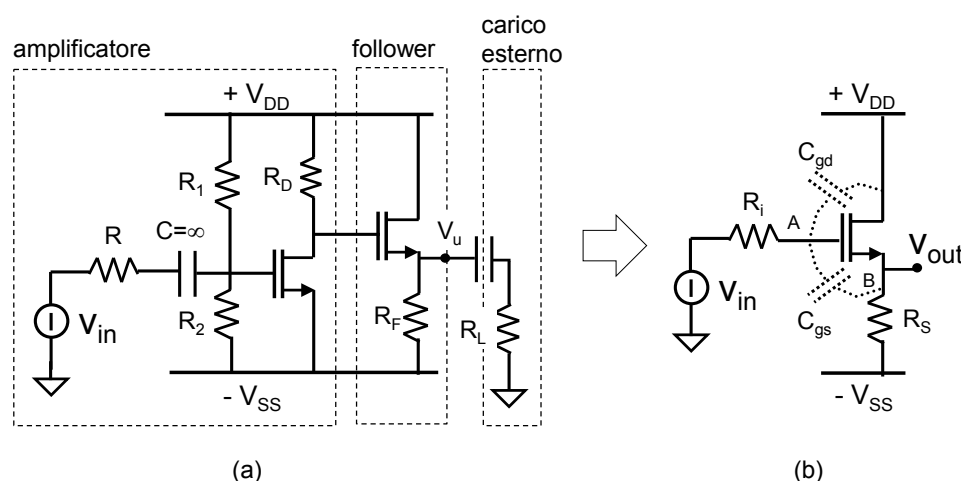 amplificatore
follower
carico
esterno
+ V_DD
R_1
R_D
R
C=∞
V_u
R_2
R_F
R_L
v_in
- V_SS
(a)
+ V_DD
C_gd
R_i
A
v_out
B
v_in
C_gs
R_S
- V_SS
(b)